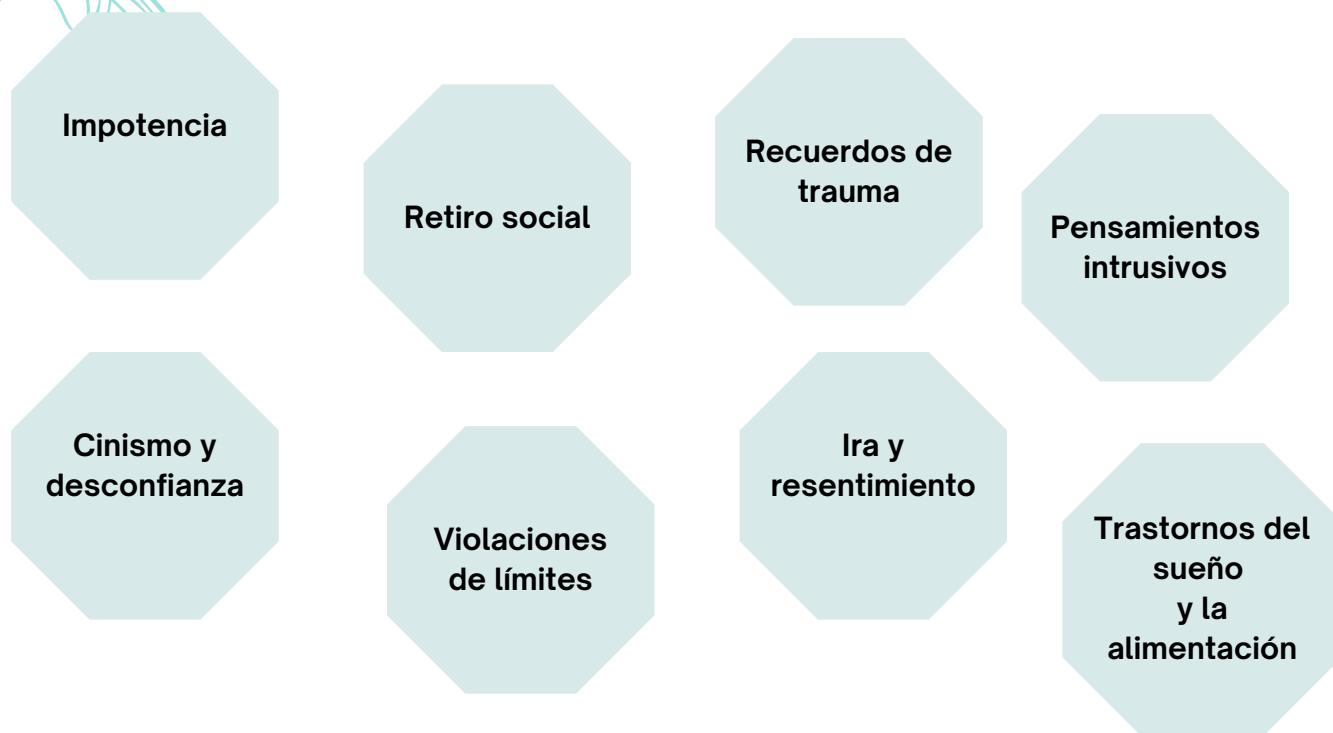 Impotencia
Retiro social
Recuerdos de
trauma
Pensamientos
intrusivos
Cinismo y
desconfianza
Violaciones
de límites
Ira y
resentimiento
Trastornos del
sueño
y la
alimentación